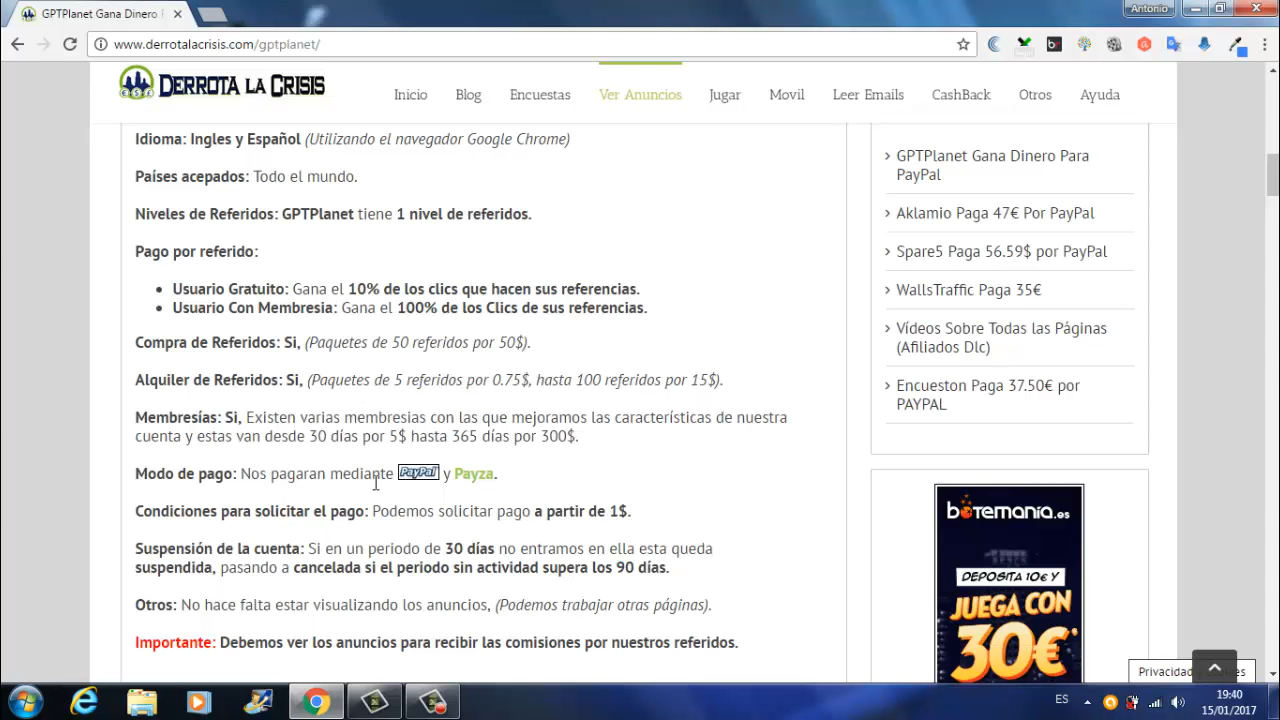 GPTPlanet Gana Dinero P
Antonio
www.derrotalacrisis.com/gptplanet/
DERROTA LA CRISIS
Inicio Blog Encuestas Ver Anuncios Jugar Movil Leer Emails CashBack Otros Ayuda
Idioma: Ingles y Español (Utilizando el navegador Google Chrome)
Países acepados: Todo el mundo.
Niveles de Referidos: GPTPlanet tiene 1 nivel de referidos.
Pago por referido:
Usuario Gratuito: Gana el 10% de los clics que hacen sus referencias.
Usuario Con Membresia: Gana el 100% de los Clics de sus referencias.
Compra de Referidos: Si, (Paquetes de 50 referidos por 50$).
Alquiler de Referidos: Si, (Paquetes de 5 referidos por 0.75$, hasta 100 referidos por 15$).
Membresías: Si, Existen varias membresias con las que mejoramos las características de nuestra
cuenta y estas van desde 30 días por 5$ hasta 365 días por 300$.
Modo de pago: Nos pagaran mediante PayPal y Payza.
Condiciones para solicitar el pago: Podemos solicitar pago a partir de 1$.
Suspensión de la cuenta: Si en un periodo de 30 días no entramos en ella esta queda
suspendida, pasando a cancelada si el periodo sin actividad supera los 90 días.
Otros: No hace falta estar visualizando los anuncios, (Podemos trabajar otras páginas).
Importante: Debemos ver los anuncios para recibir las comisiones por nuestros referidos.
GPTPlanet Gana Dinero Para
PayPal
Aklamio Paga 47€ Por PayPal
Spare5 Paga 56.59$ por PayPal
WallsTraffic Paga 35€
Vídeos Sobre Todas las Páginas
(Afiliados Dlc)
Encueston Paga 37.50€ por
PAYPAL
botemania.es
DEPOSITA 10€ Y
JUEGA CON
30€
ES
19:40
15/01/2017